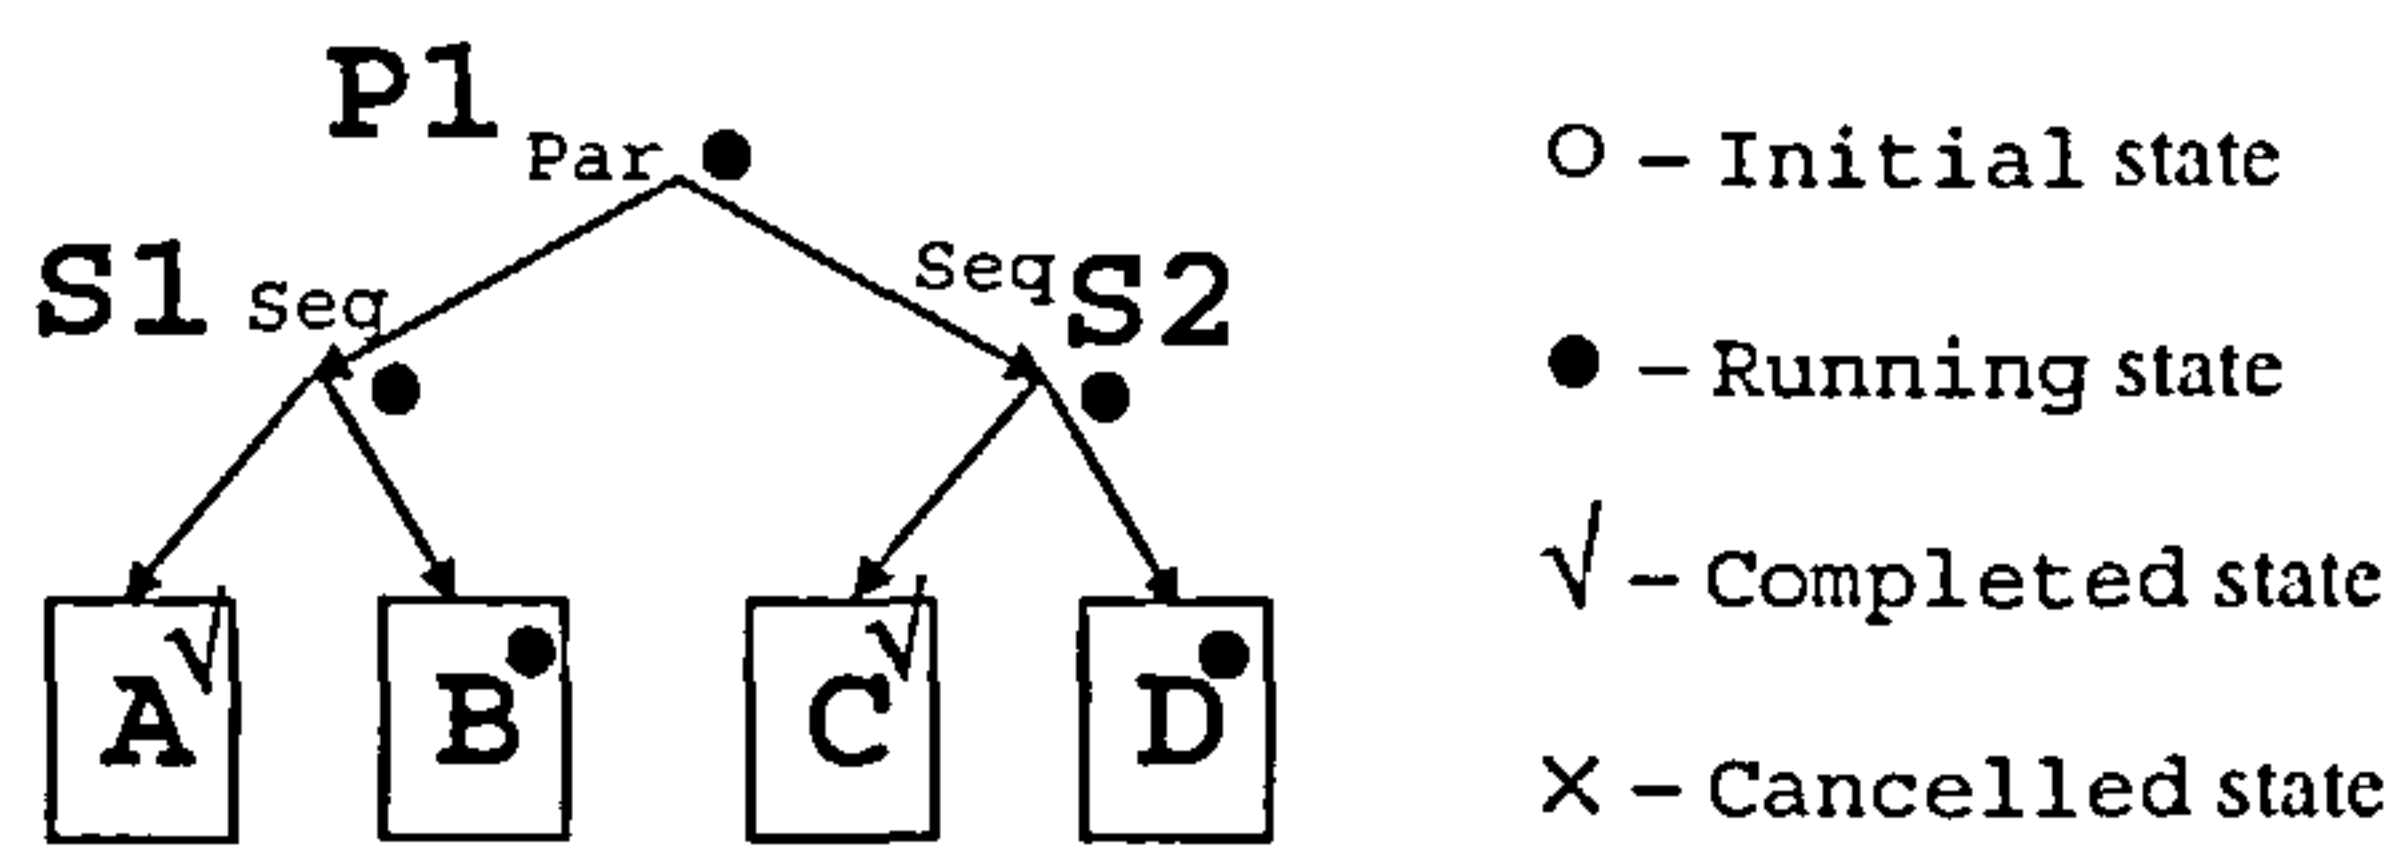 P1 Par
S1 Seq
Seq S2
A√
B
C√
D
– Initial state
– Running state
√ – Completed state
× – Cancelled state